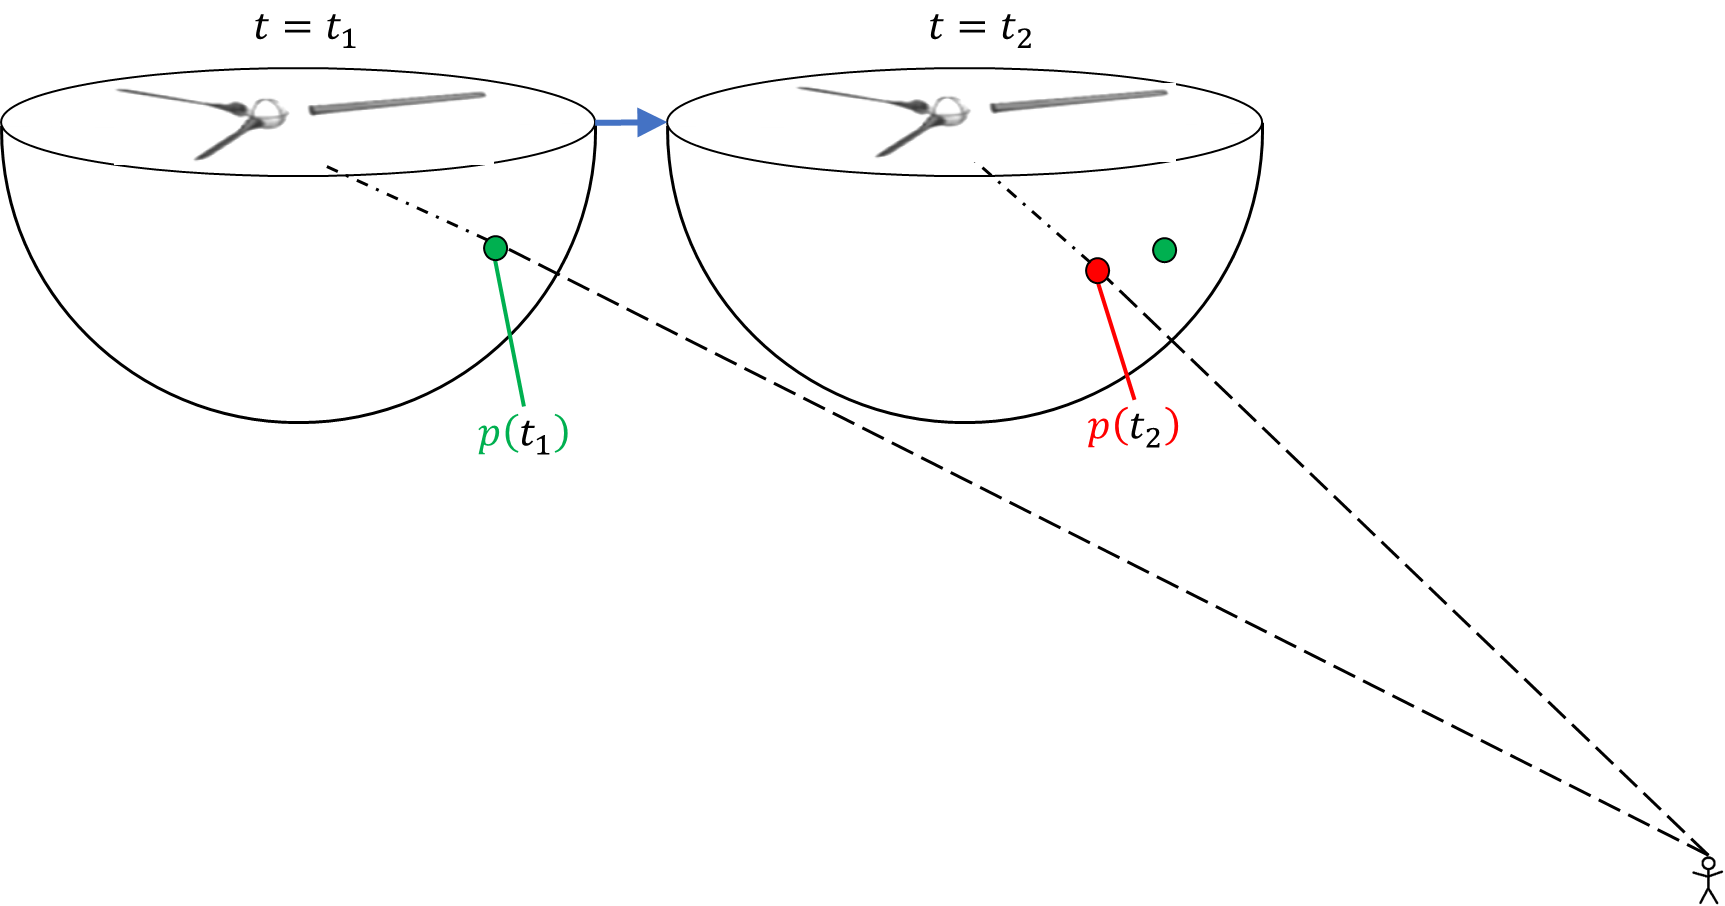 t = t₁
t = t₂
p(t₁)
p(t₂)